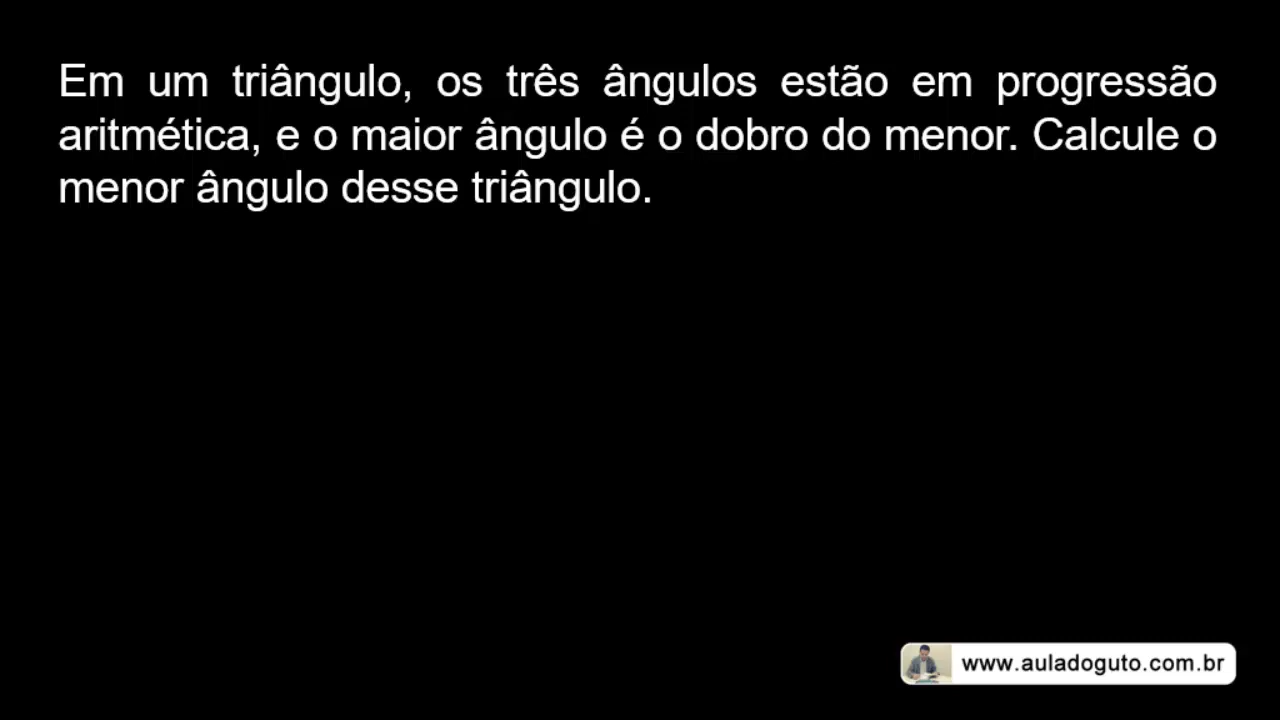 Em um triângulo, os três ângulos estão em progressão
aritmética, e o maior ângulo é o dobro do menor. Calcule o
menor ângulo desse triângulo.
www.auladoguto.com.br